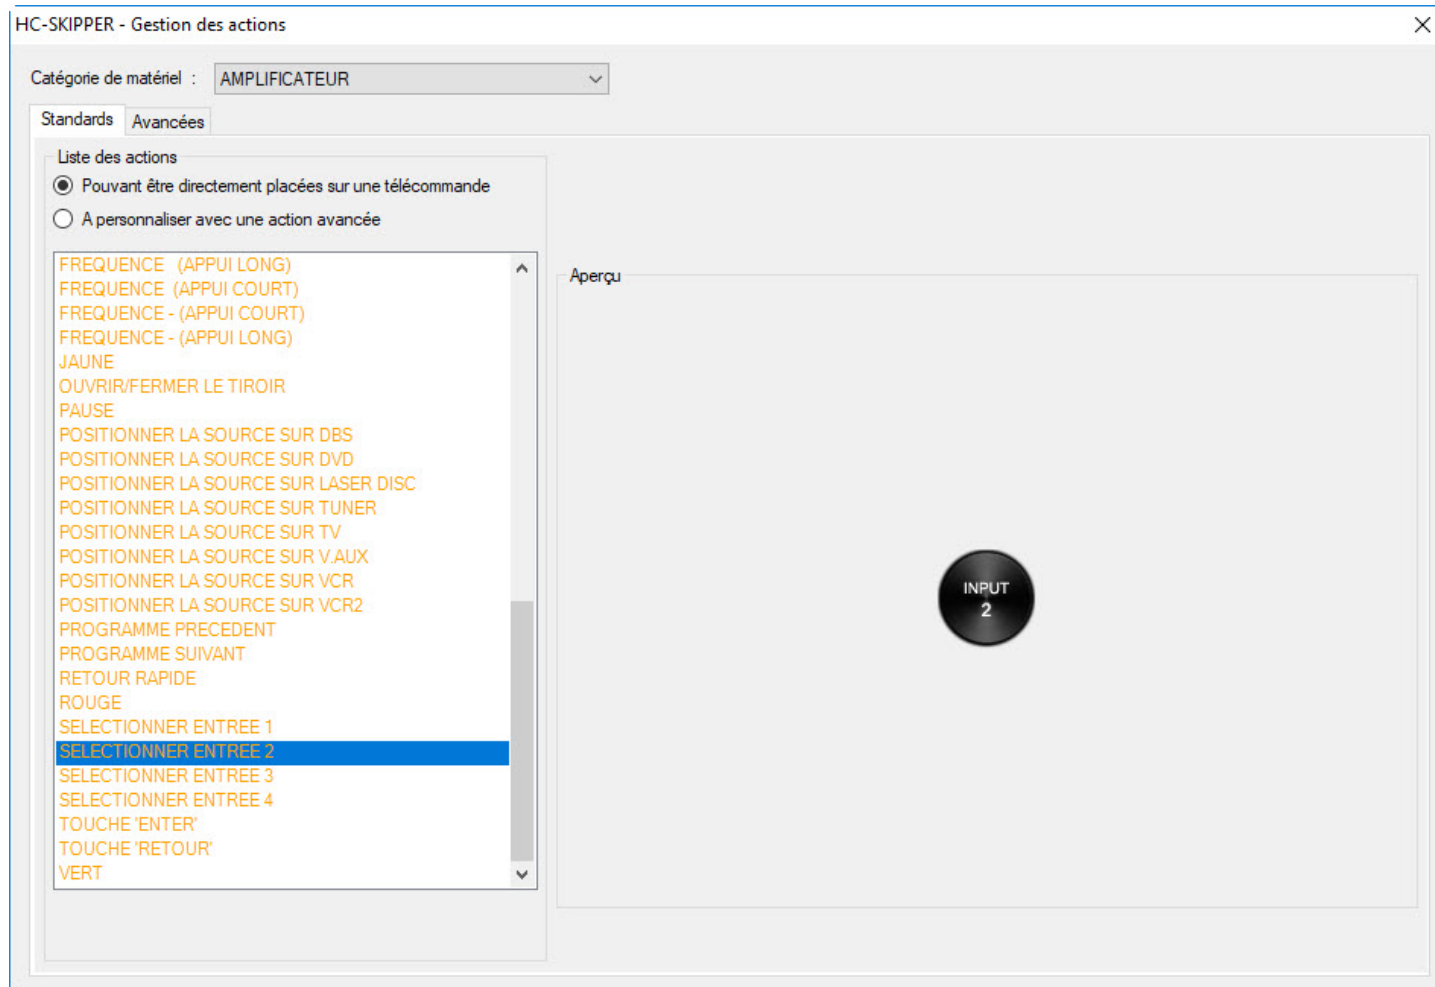 HC-SKIPPER - Gestion des actions
Catégorie de matériel : AMPLIFICATEUR
Standards Avancées
Liste des actions
Pouvant être directement placées sur une télécommande
A personnaliser avec une action avancée
FREQUENCE (APPUI LONG)
FREQUENCE (APPUI COURT)
FREQUENCE - (APPUI COURT)
FREQUENCE - (APPUI LONG)
JAUNE
OUVRIR/FERMER LE TIROIR
PAUSE
POSITIONNER LA SOURCE SUR DBS
POSITIONNER LA SOURCE SUR DVD
POSITIONNER LA SOURCE SUR LASER DISC
POSITIONNER LA SOURCE SUR TUNER
POSITIONNER LA SOURCE SUR TV
POSITIONNER LA SOURCE SUR V.AUX
POSITIONNER LA SOURCE SUR VCR
POSITIONNER LA SOURCE SUR VCR2
PROGRAMME PRECEDENT
PROGRAMME SUIVANT
RETOUR RAPIDE
ROUGE
SELECTIONNER ENTREE 1
SELECTIONNER ENTREE 2
SELECTIONNER ENTREE 3
SELECTIONNER ENTREE 4
TOUCHE 'ENTER'
TOUCHE 'RETOUR'
VERT
Aperçu
INPUT
2